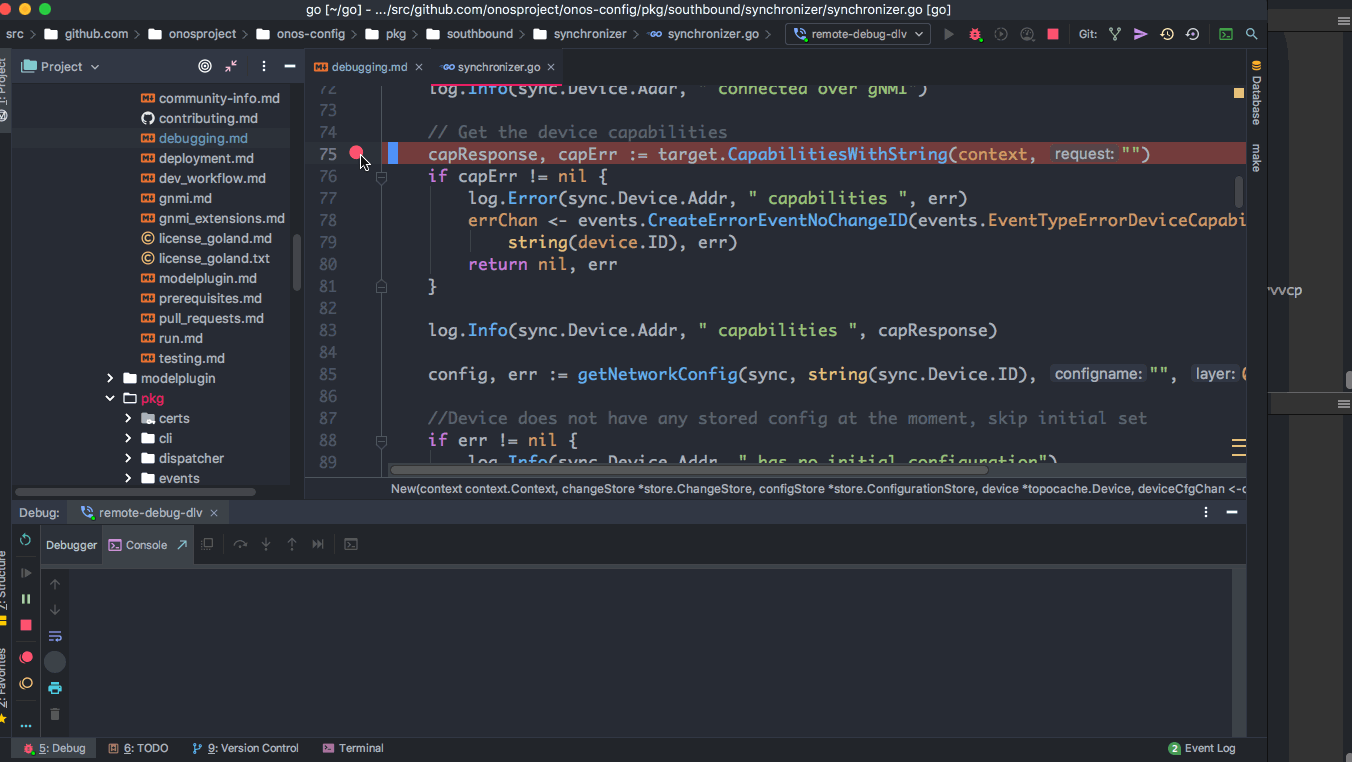 go [~/go] - .../src/github.com/onosproject/onos-config/pkg/southbound/synchronizer/synchronizer.go [go]
src github.com onosproject onos-config pkg southbound synchronizer synchronizer.go remote-debug-dlv Git:
Project debugging.md synchronizer.go
1: Project
community-info.md
contributing.md
debugging.md
deployment.md
dev_workflow.md
gnmi.md
gnmi_extensions.md
license_goland.md
license_goland.txt
modelplugin.md
prerequisites.md
pull_requests.md
run.md
testing.md
modelplugin
pkg
certs
cli
dispatcher
events
72 log.Info(sync.Device.Addr, " connected over gNMI")
73
74 // Get the device capabilities
75 capResponse, capErr := target.CapabilitiesWithString(context, request: "")
76 if capErr != nil {
77 log.Error(sync.Device.Addr, " capabilities ", err)
78 errChan <- events.CreateErrorEventNoChangeID(events.EventTypeErrorDeviceCapabi
79 string(device.ID), err)
80 return nil, err
81 }
82
83 log.Info(sync.Device.Addr, " capabilities ", capResponse)
84
85 config, err := getNetworkConfig(sync, string(sync.Device.ID), configname: "", layer:
86
87 //Device does not have any stored config at the moment, skip initial set
88 if err != nil {
89 log.Info(sync.Device.Addr, " has no initial configuration")
New(context context.Context, changeStore *store.ChangeStore, configStore *store.ConfigurationStore, device *topocache.Device, deviceCfgChan <-c
Database
make
vvvcp
Debug: remote-debug-dlv
Debugger Console
7: Structure
2: Favorites
5: Debug 6: TODO 9: Version Control Terminal 2 Event Log